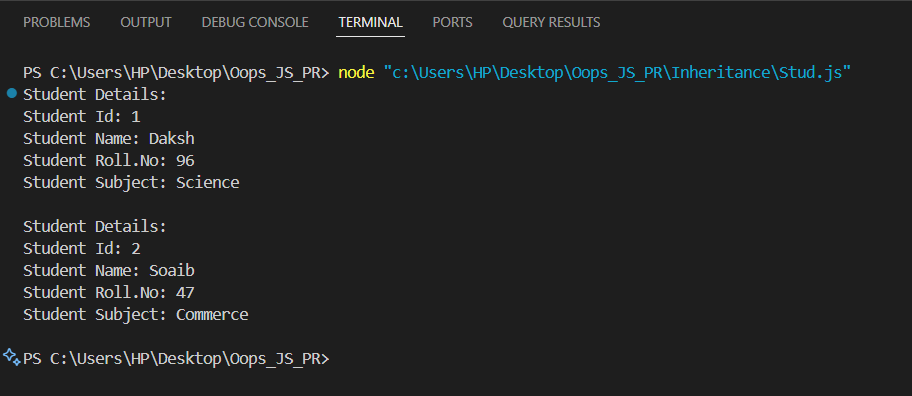 PROBLEMS OUTPUT DEBUG CONSOLE TERMINAL PORTS QUERY RESULTS
PS C:\Users\HP\Desktop\Oops_JS_PR> node "c:\Users\HP\Desktop\Oops_JS_PR\Inheritance\Stud.js"
Student Details:
Student Id: 1
Student Name: Daksh
Student Roll.No: 96
Student Subject: Science
Student Details:
Student Id: 2
Student Name: Soaib
Student Roll.No: 47
Student Subject: Commerce
PS C:\Users\HP\Desktop\Oops_JS_PR>